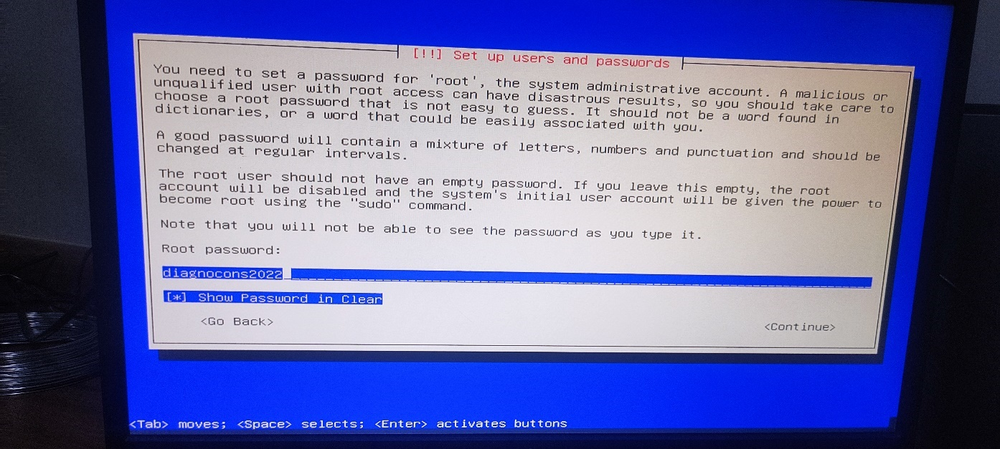 [!!] Set up users and passwords
You need to set a password for 'root', the system administrative account. A malicious or
unqualified user with root access can have disastrous results, so you should take care to
choose a root password that is not easy to guess. It should not be a word found in
dictionaries, or a word that could be easily associated with you.
A good password will contain a mixture of letters, numbers and punctuation and should be
changed at regular intervals.
The root user should not have an empty password. If you leave this empty, the root
account will be disabled and the system's initial user account will be given the power to
become root using the "sudo" command.
Note that you will not be able to see the password as you type it.
Root password:
diagnocons2022
[*] Show Password in Clear
<Go Back> <Continue>
<Tab> moves; <Space> selects; <Enter> activates buttons